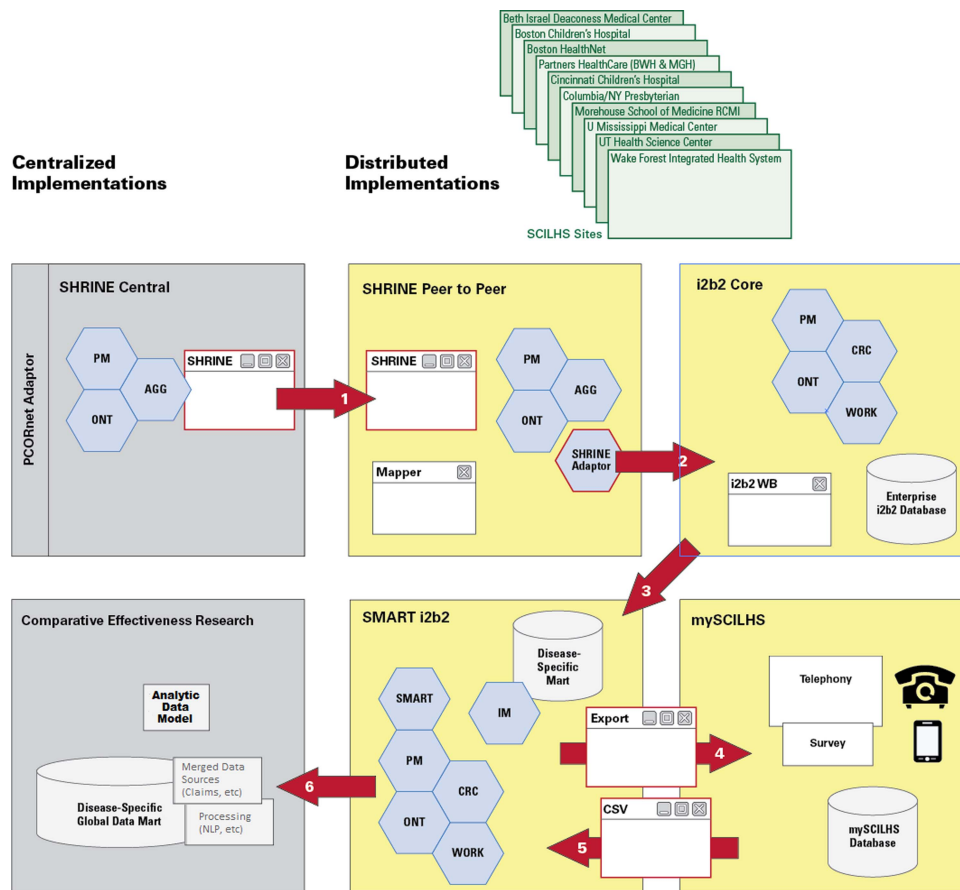 Beth Israel Deaconess Medical Center
Boston Children's Hospital
Boston HealthNet
Partners HealthCare (BWH & MGH)
Cincinnati Children's Hospital
Columbia/NY Presbyterian
Morehouse School of Medicine RCMI
U Mississippi Medical Center
UT Health Science Center
Wake Forest Integrated Health System
SCILHS Sites
Centralized
Implementations
Distributed
Implementations
PCORnet Adaptor
SHRINE Central
PM
AGG
ONT
SHRINE
1
SHRINE Peer to Peer
SHRINE
Mapper
PM
AGG
ONT
SHRINE
Adaptor
2
i2b2 Core
PM
CRC
ONT
WORK
i2b2 WB
Enterprise
i2b2 Database
3
Comparative Effectiveness Research
Analytic
Data
Model
Merged Data
Sources
(Claims, etc)
Processing
(NLP, etc)
Disease-Specific
Global Data Mart
6
SMART i2b2
Disease-
Specific
Mart
SMART
IM
PM
CRC
ONT
WORK
Export
4
CSV
5
mySCILHS
Telephony
Survey
mySCILHS
Database